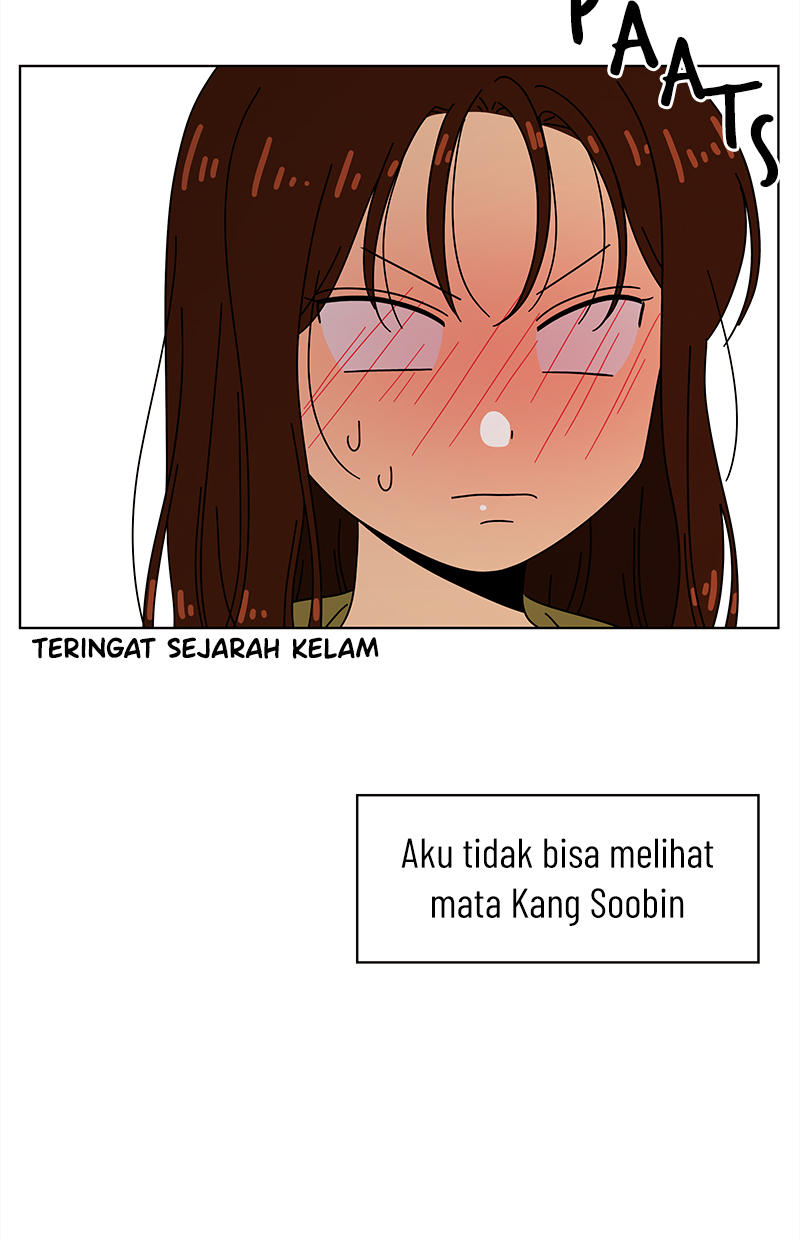 PAATS
TERINGAT SEJARAH KELAM
Aku tidak bisa melihat
mata Kang Soobin